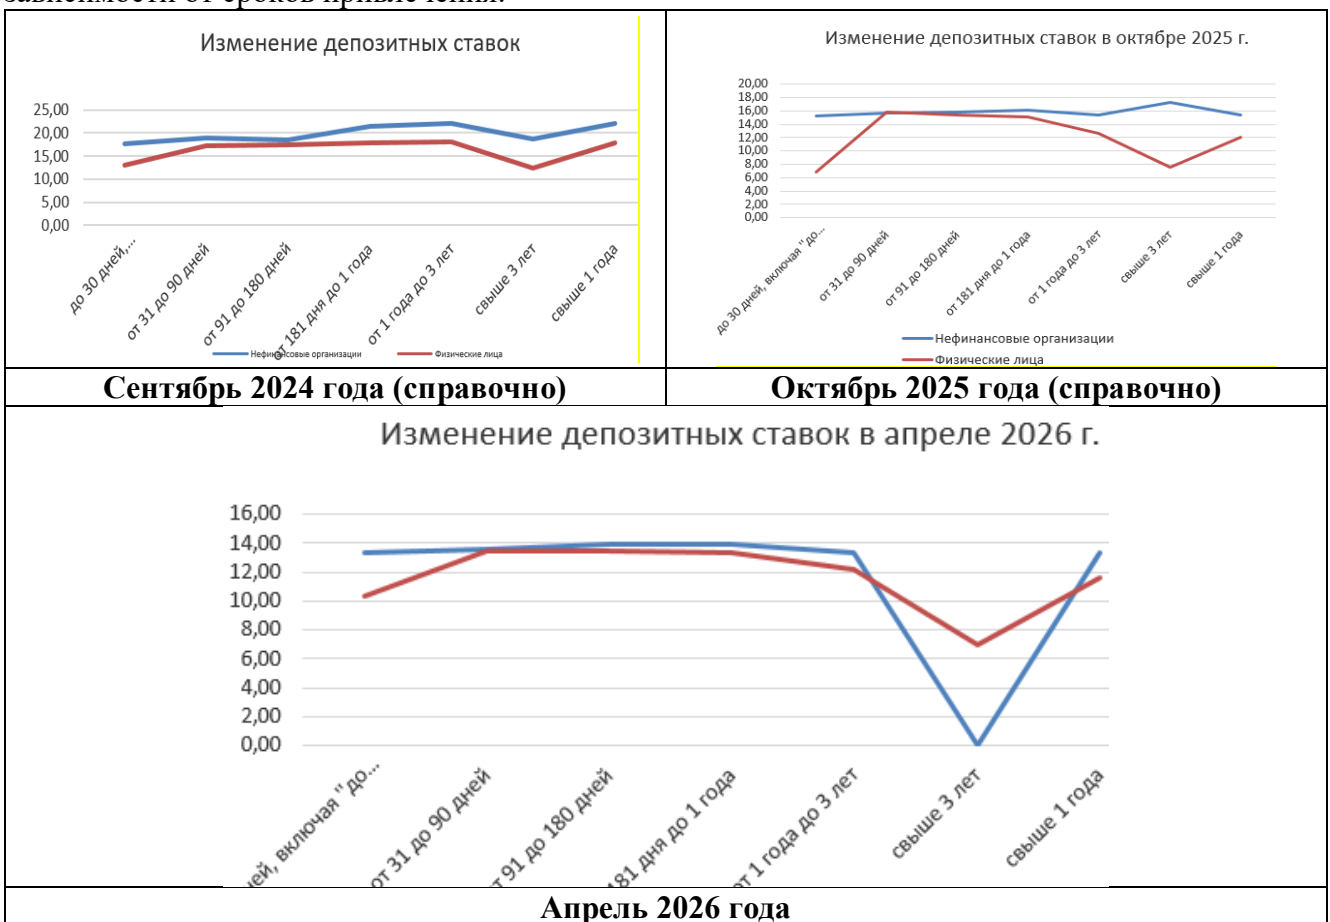 зависимости от сроков привлечения.
Изменение депозитных ставок
25,00
20,00
15,00
10,00
5,00
0,00
до 30 дней,...
от 31 до 90 дней
от 91 до 180 дней
от 181 дня до 1 года
от 1 года до 3 лет
свыше 3 лет
свыше 1 года
Нефинансовые организации
Физические лица
Изменение депозитных ставок в октябре 2025 г.
20,00
18,00
16,00
14,00
12,00
10,00
8,00
6,00
4,00
2,00
0,00
до 30 дней, включая "до...
от 31 до 90 дней
от 91 до 180 дней
от 181 дня до 1 года
от 1 года до 3 лет
свыше 3 лет
свыше 1 года
Нефинансовые организации
Физические лица
Сентябрь 2024 года (справочно)
Октябрь 2025 года (справочно)
Изменение депозитных ставок в апреле 2026 г.
16,00
14,00
12,00
10,00
8,00
6,00
4,00
2,00
0,00
ей, включая "до...
от 31 до 90 дней
от 91 до 180 дней
181 дня до 1 года
от 1 года до 3 лет
свыше 3 лет
свыше 1 года
Апрель 2026 года